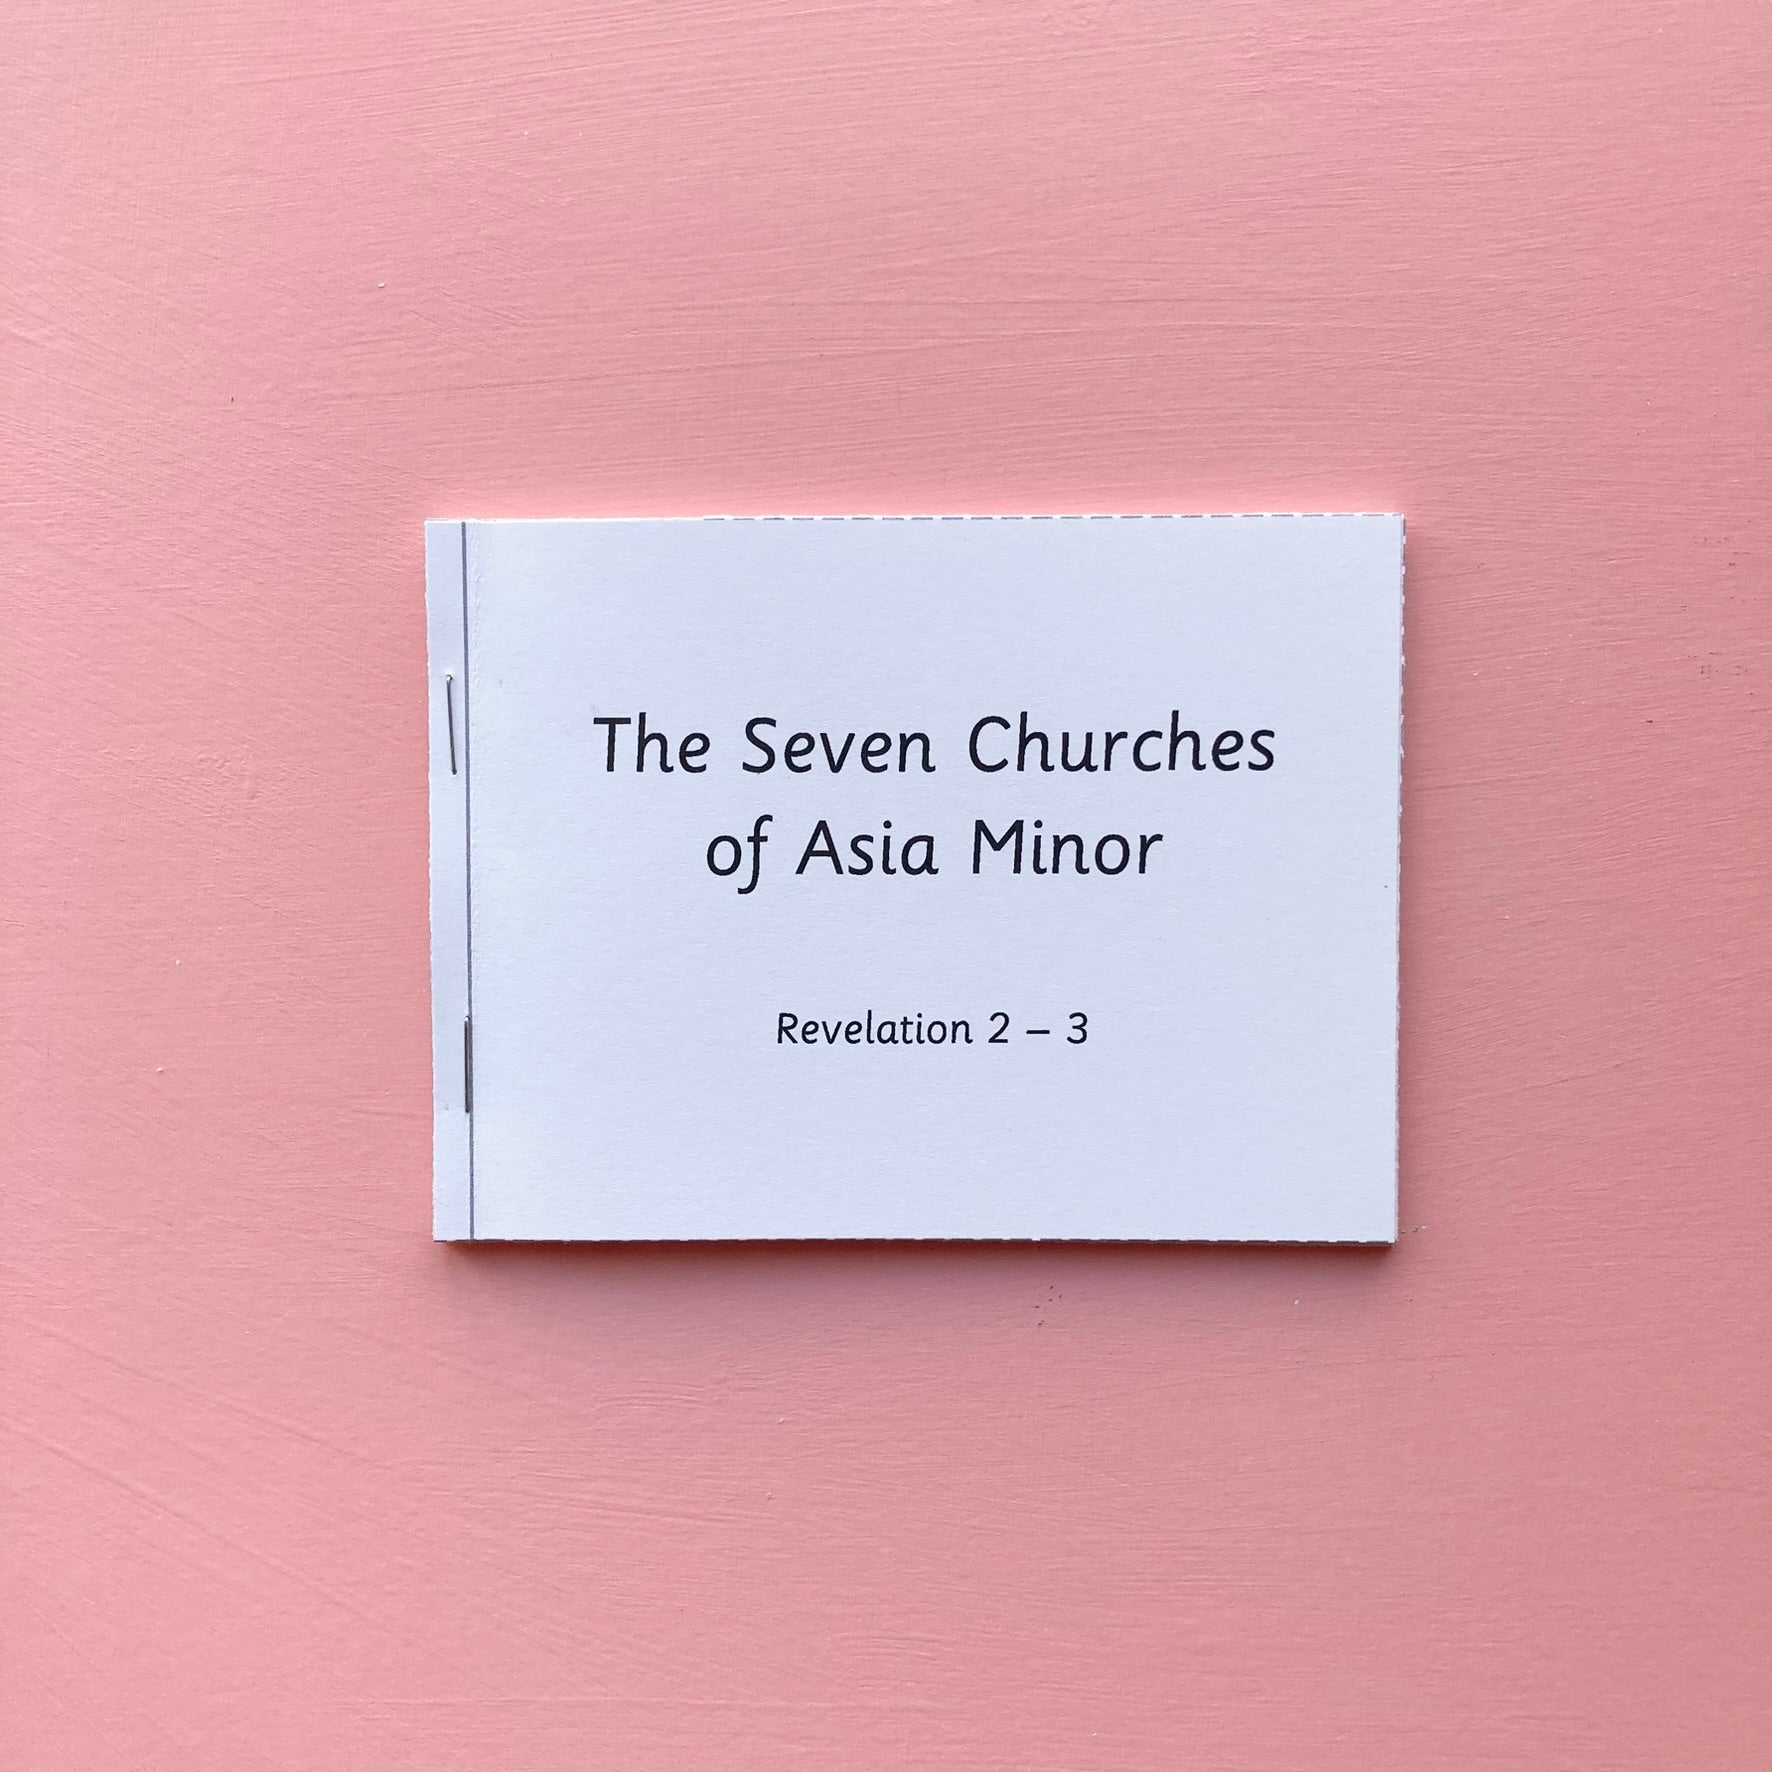 The Seven Churches
of Asia Minor
Revelation 2 – 3